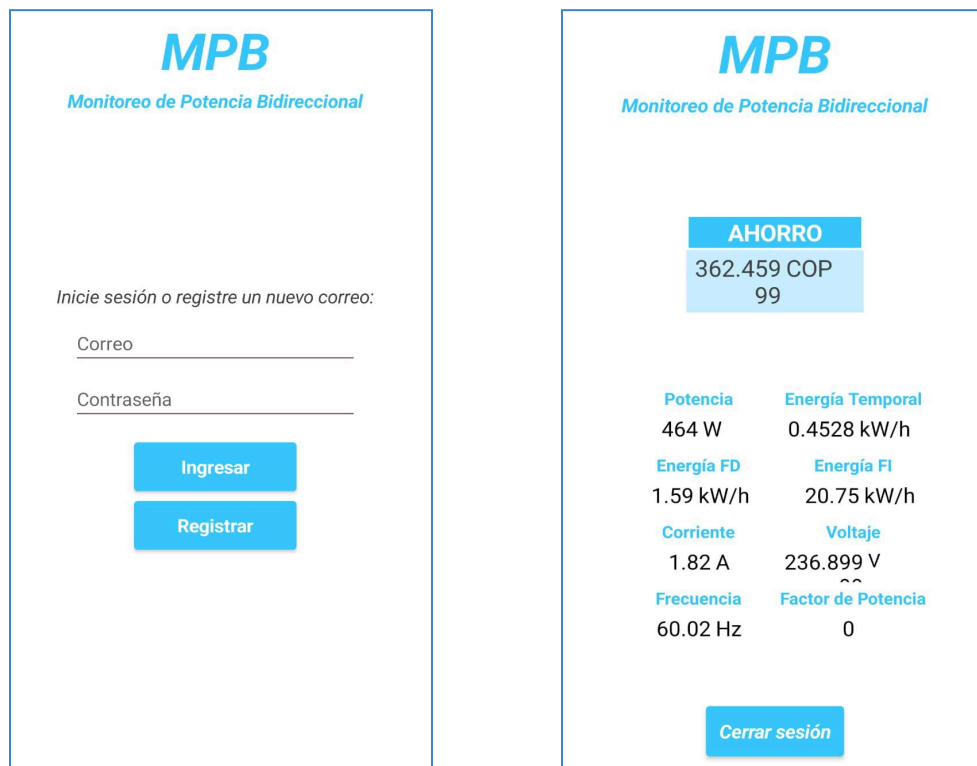 MPB
Monitoreo de Potencia Bidireccional
Inicie sesión o registre un nuevo correo:
Correo
Contraseña
Ingresar
Registrar
MPB
Monitoreo de Potencia Bidireccional
AHORRO
362.459 COP
99
Potencia Energía Temporal
464 W 0.4528 kW/h
Energía FD Energía FI
1.59 kW/h 20.75 kW/h
Corriente Voltaje
1.82 A 236.899 V
Frecuencia Factor de Potencia
60.02 Hz 0
Cerrar sesión